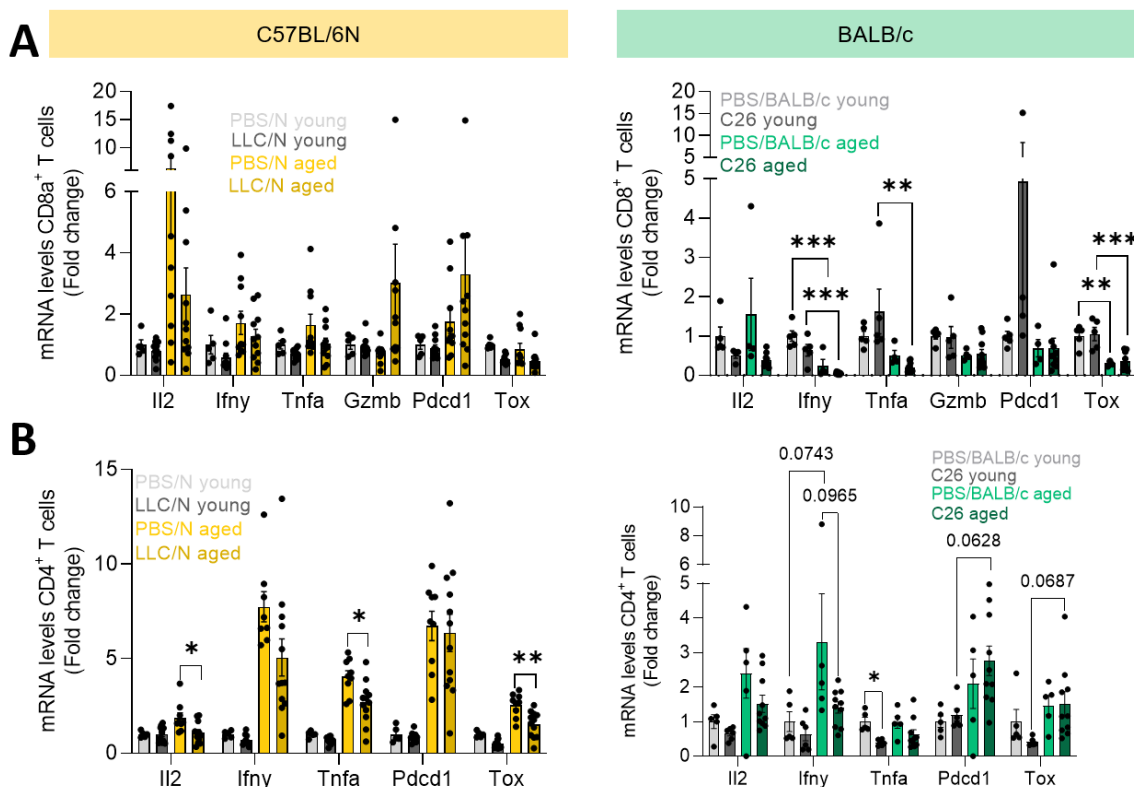 A
C57BL/6N
BALB/c
mRNA levels CD8a⁺ T cells
(Fold change)
20
15
10
6
4
2
0
PBS/N young
LLC/N young
PBS/N aged
LLC/N aged
Il2 Ifny Tnfa Gzmb Pdcd1 Tox
mRNA levels CD8⁺ T cells
(Fold change)
20
15
10
5
4
3
2
1
0
PBS/BALB/c young
C26 young
PBS/BALB/c aged
C26 aged
***
***
**
**
***
Il2 Ifny Tnfa Gzmb Pdcd1 Tox
B
mRNA levels CD4⁺ T cells
(Fold change)
15
10
5
0
PBS/N young
LLC/N young
PBS/N aged
LLC/N aged
*
*
**
Il2 Ifny Tnfa Pdcd1 Tox
mRNA levels CD4⁺ T cells
(Fold change)
10
8
6
5
4
3
2
1
0
PBS/BALB/c young
C26 young
PBS/BALB/c aged
C26 aged
0.0743
0.0965
*
0.0628
0.0687
Il2 Ifny Tnfa Pdcd1 Tox